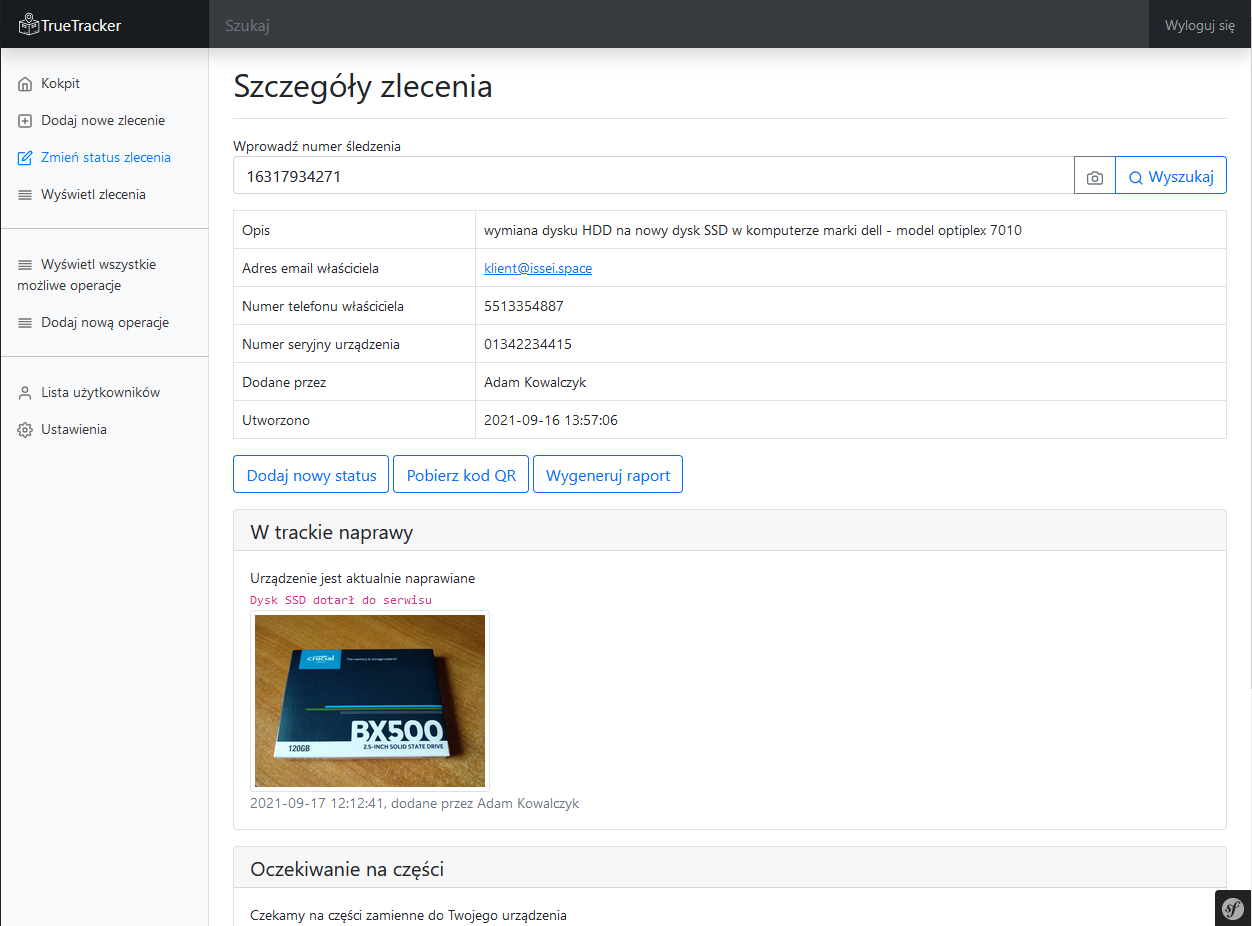 TrueTracker
Szukaj
Wyloguj się
Kokpit
Dodaj nowe zlecenie
Zmień status zlecenia
Wyświetl zlecenia
Wyświetl wszystkie
możliwe operacje
Dodaj nową operacje
Lista użytkowników
Ustawienia
Szczegóły zlecenia
Wprowadź numer śledzenia
16317934271
Wyszukaj
Opis wymiana dysku HDD na nowy dysk SSD w komputerze marki dell - model optiplex 7010
Adres email właściciela klient@issei.space
Numer telefonu właściciela 5513354887
Numer seryjny urządzenia 01342234415
Dodane przez Adam Kowalczyk
Utworzono 2021-09-16 13:57:06
Dodaj nowy status Pobierz kod QR Wygeneruj raport
W trackie naprawy
Urządzenie jest aktualnie naprawiane
Dysk SSD dotarł do serwisu
crucial
The memory & storage experts
BX500
120GB
2.5-INCH SOLID STATE DRIVE
2021-09-17 12:12:41, dodane przez Adam Kowalczyk
Oczekiwanie na części
Czekamy na części zamienne do Twojego urządzenia
sf